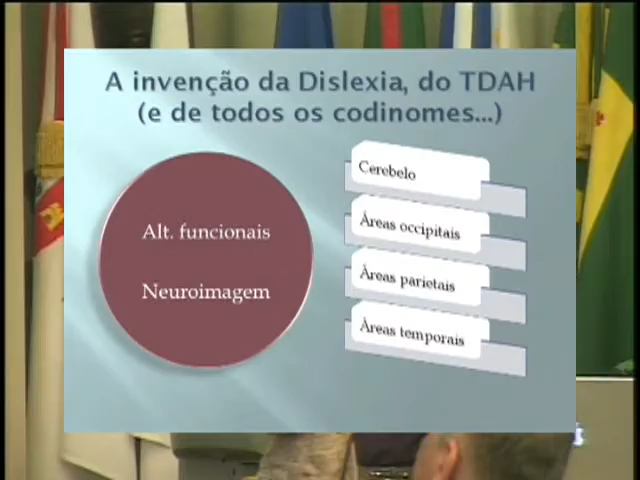 A invenção da Dislexia, do TDAH
(e de todos os codinomes...)
Alt. funcionais
Neuroimagem
Cerebelo
Áreas occipitais
Áreas parietais
Áreas temporais